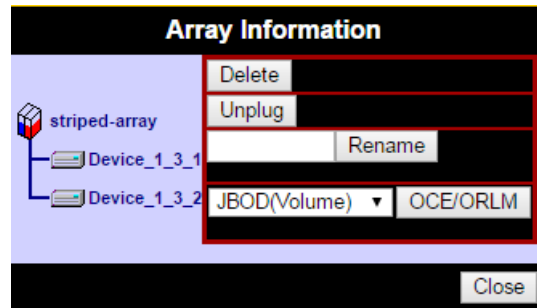 Array Information
Delete
Unplug
striped-array
Rename
Device_1_3_1
Device_1_3_2
JBOD(Volume)
OCE/ORLM
Close